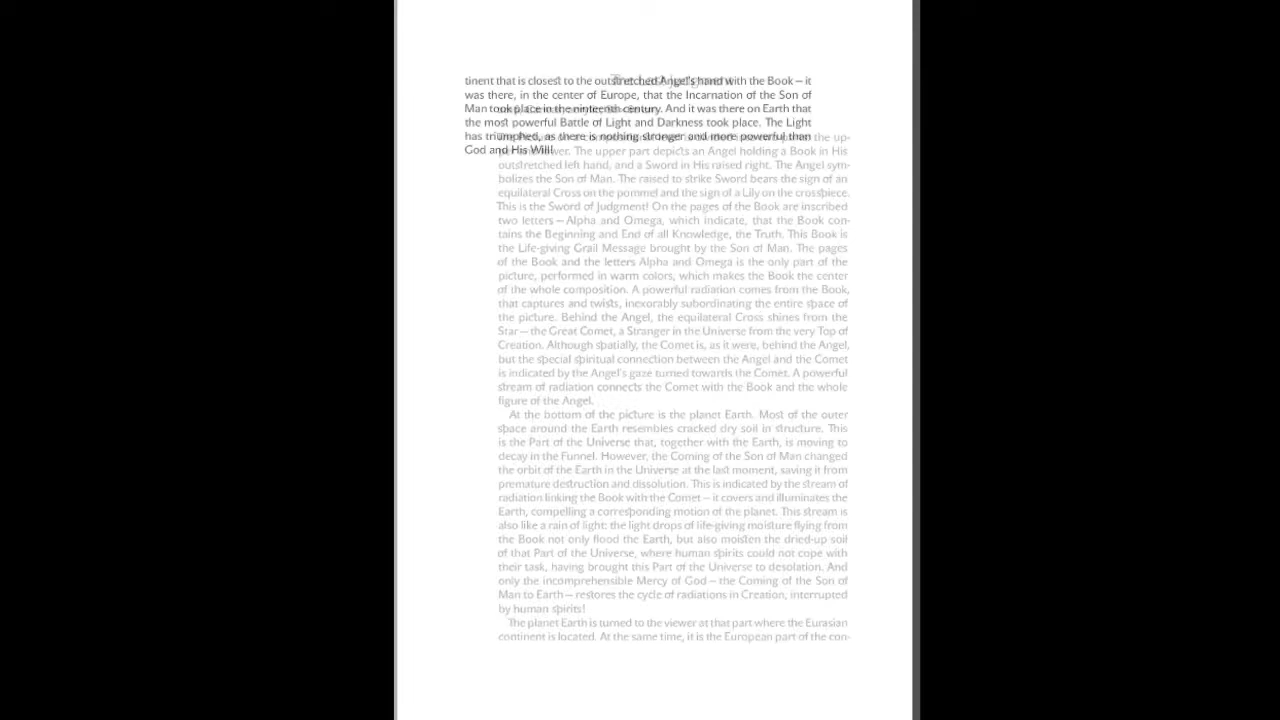 tinent that is closest to the outstretched Angel's hand with the Book – it
was there, in the center of Europe, that the Incarnation of the Son of
Man took place in the nineteenth century. And it was there on Earth that
the most powerful Battle of Light and Darkness took place. The Light
has triumphed, as there is nothing stronger and more powerful than
God and His Will!
the up-
outstretched left hand, and a Sword in His raised right. The Angel sym-
ver. The upper part depicts an Angel holding a Book in His
bolizes the Son of Man. The raised to strike Sword bears the sign of an
equilateral Cross on the pommel and the sign of a Lily on the crosspiece.
This is the Sword of Judgment! On the pages of the Book are inscribed
two letters – Alpha and Omega, which indicate, that the Book con-
tains the Beginning and End of all Knowledge, the Truth. This Book is
the Life-giving Grail Message brought by the Son of Man. The pages
of the Book and the letters Alpha and Omega is the only part of the
picture, performed in warm colors, which makes the Book the center
of the whole composition. A powerful radiation comes from the Book,
that captures and twists, inexorably subordinating the entire space of
the picture. Behind the Angel, the equilateral Cross shines from the
Star – the Great Comet, a Stranger in the Universe from the very Top of
Creation. Although spatially, the Comet is, as it were, behind the Angel,
but the special spiritual connection between the Angel and the Comet
is indicated by the Angel's gaze turned towards the Comet. A powerful
stream of radiation connects the Comet with the Book and the whole
figure of the Angel.
At the bottom of the picture is the planet Earth. Most of the outer
space around the Earth resembles cracked dry soil in structure. This
is the Part of the Universe that, together with the Earth, is moving to
decay in the Funnel. However, the Coming of the Son of Man changed
the orbit of the Earth in the Universe at the last moment, saving it from
premature destruction and dissolution. This is indicated by the stream of
radiation linking the Book with the Comet – it covers and illuminates the
Earth, compelling a corresponding motion of the planet. This stream is
also like a rain of light: the light drops of life-giving moisture flying from
the Book not only flood the Earth, but also moisten the dried-up soil
of that Part of the Universe, where human spirits could not cope with
their task, having brought this Part of the Universe to desolation. And
only the incomprehensible Mercy of God – the Coming of the Son of
Man to Earth – restores the cycle of radiations in Creation, interrupted
by human spirits!
The planet Earth is turned to the viewer at that part where the Eurasian
continent is located. At the same time, it is the European part of the con-